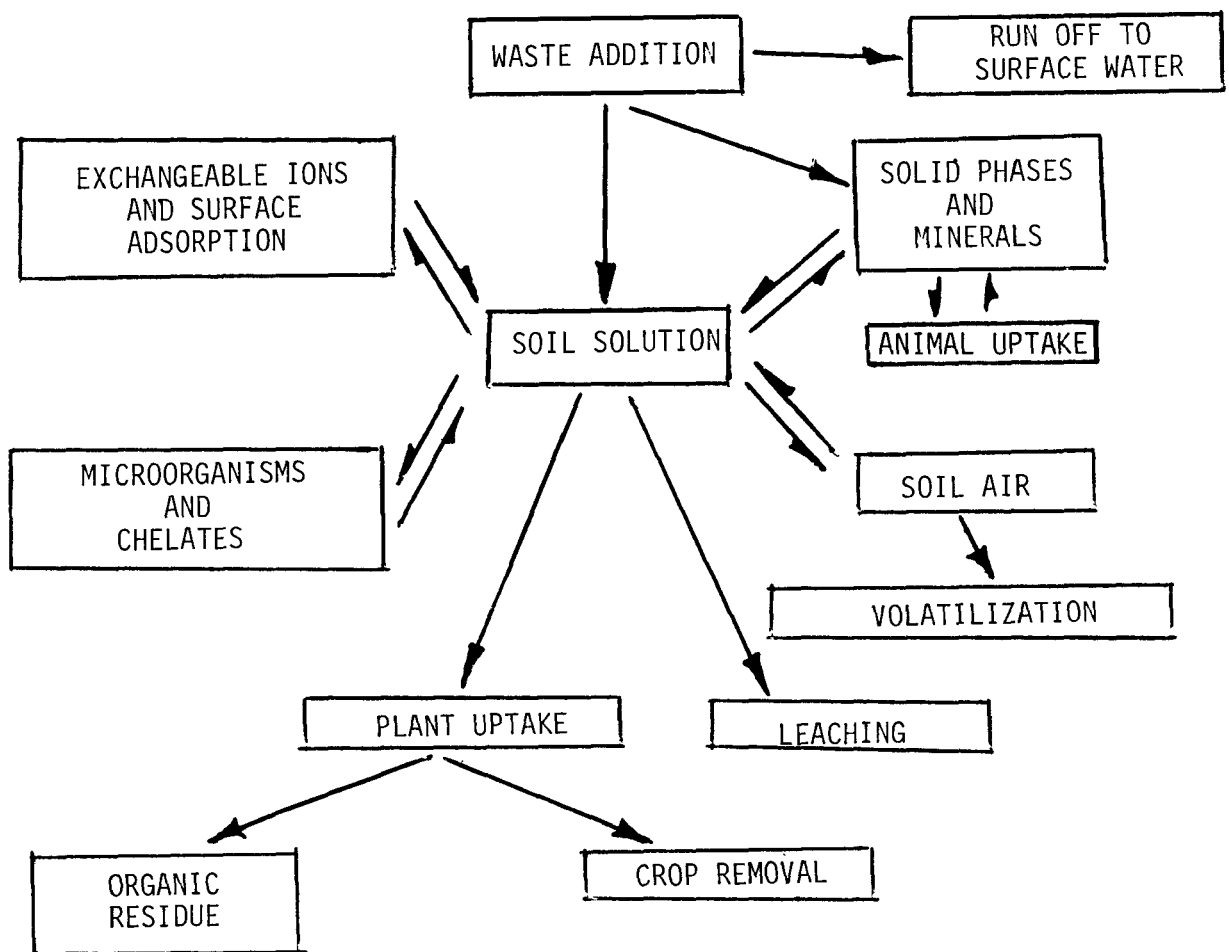 WASTE ADDITION
RUN OFF TO
SURFACE WATER
EXCHANGEABLE IONS
AND SURFACE
ADSORPTION
SOLID PHASES
AND
MINERALS
SOIL SOLUTION
ANIMAL UPTAKE
MICROORGANISMS
AND
CHELATES
SOIL AIR
VOLATILIZATION
PLANT UPTAKE
LEACHING
ORGANIC
RESIDUE
CROP REMOVAL